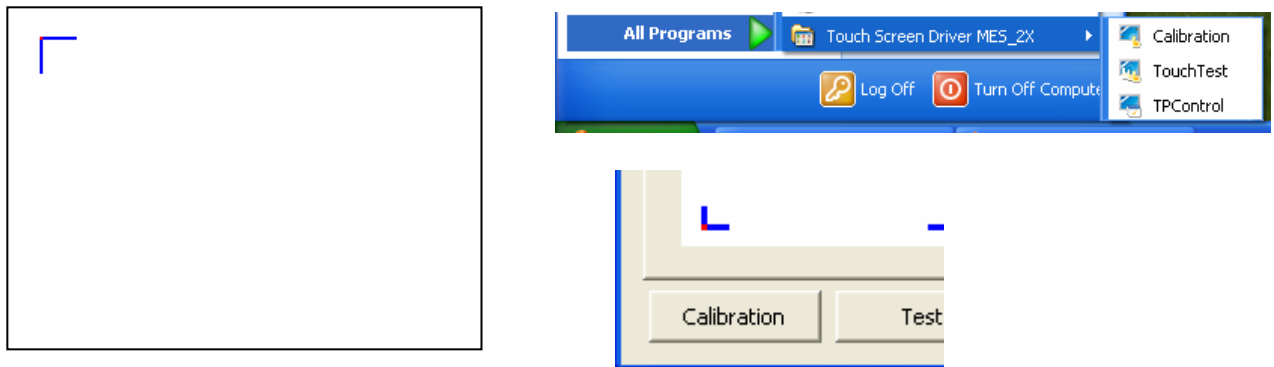 All Programs
Touch Screen Driver MES_2X
Calibration
TouchTest
TPControl
Log Off
Turn Off Compute
Calibration
Test